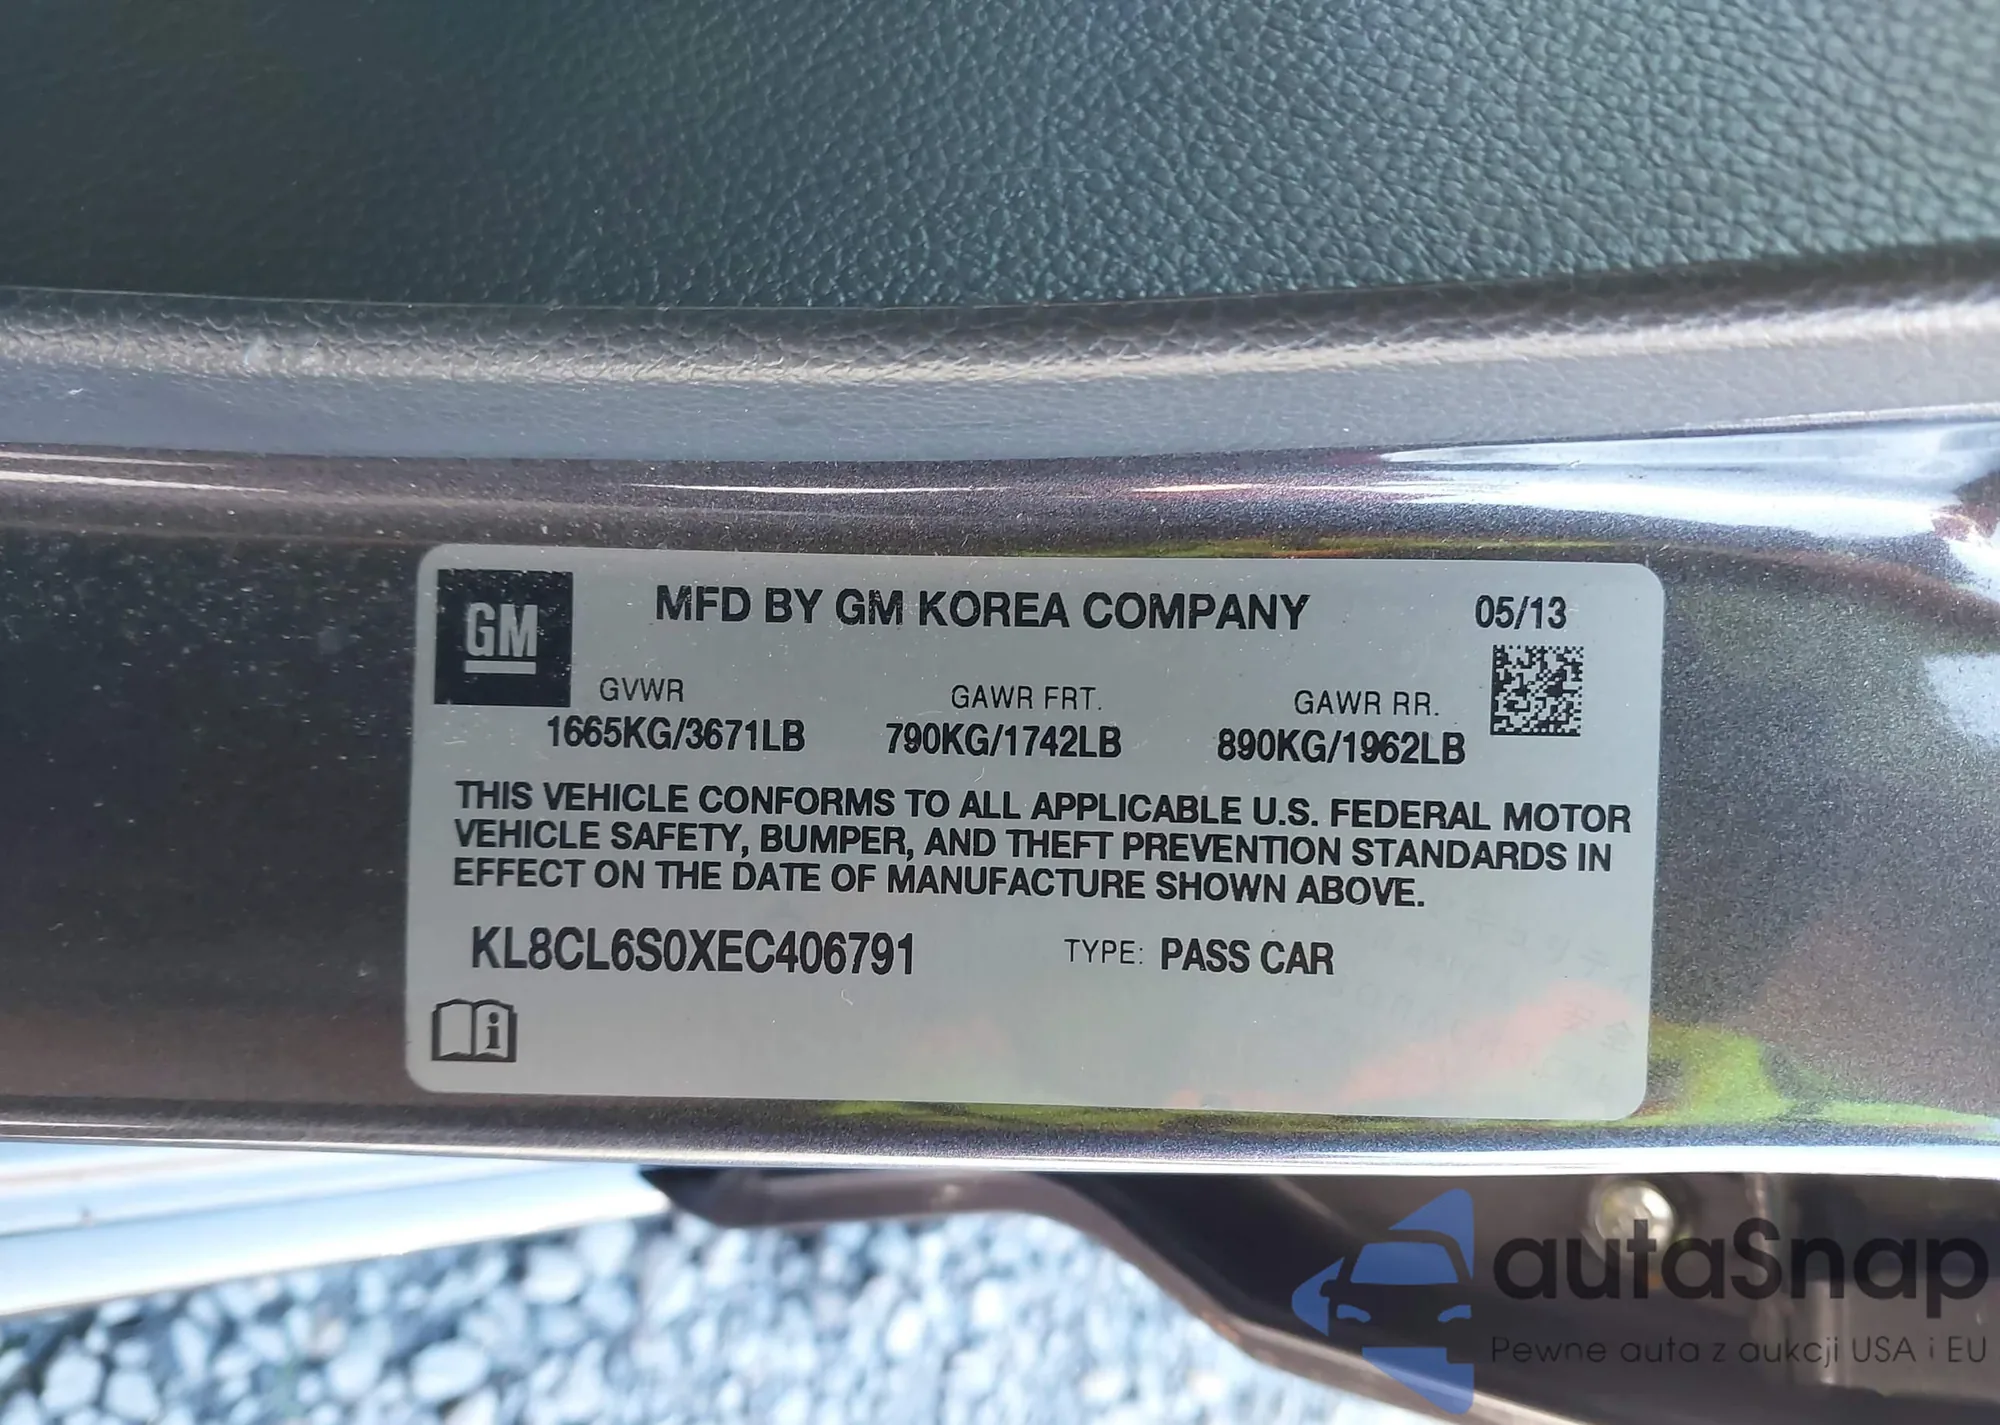 GM
MFD BY GM KOREA COMPANY
05/13
GVWR
GAWR FRT.
GAWR RR.
1665KG/3671LB
790KG/1742LB
890KG/1962LB
THIS VEHICLE CONFORMS TO ALL APPLICABLE U.S. FEDERAL MOTOR
VEHICLE SAFETY, BUMPER, AND THEFT PREVENTION STANDARDS IN
EFFECT ON THE DATE OF MANUFACTURE SHOWN ABOVE.
KL8CL6S0XEC406791
TYPE: PASS CAR
i
autaSnap
Pewne auta z aukcji USA i EU